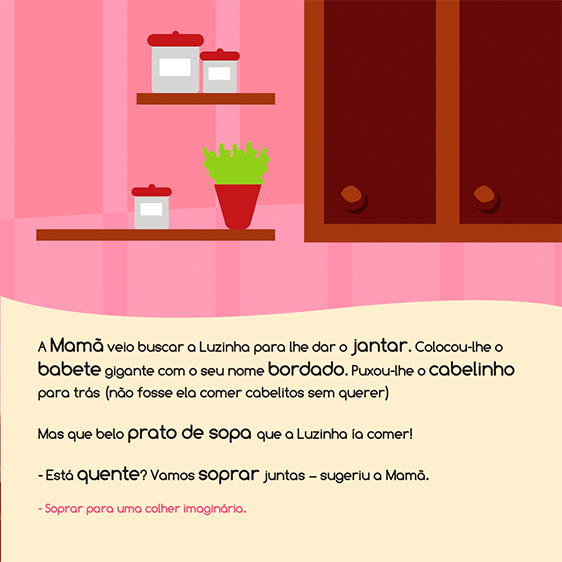 A Mamã veio buscar a Luzinha para lhe dar o jantar. Colocou-lhe o
babete gigante com o seu nome bordado. Puxou-lhe o cabelinho
para trás (não fosse ela comer cabelitos sem querer)
Mas que belo prato de sopa que a Luzinha ía comer!
- Está quente? Vamos soprar juntas – sugeriu a Mamã.
- Soprar para uma colher imaginária.